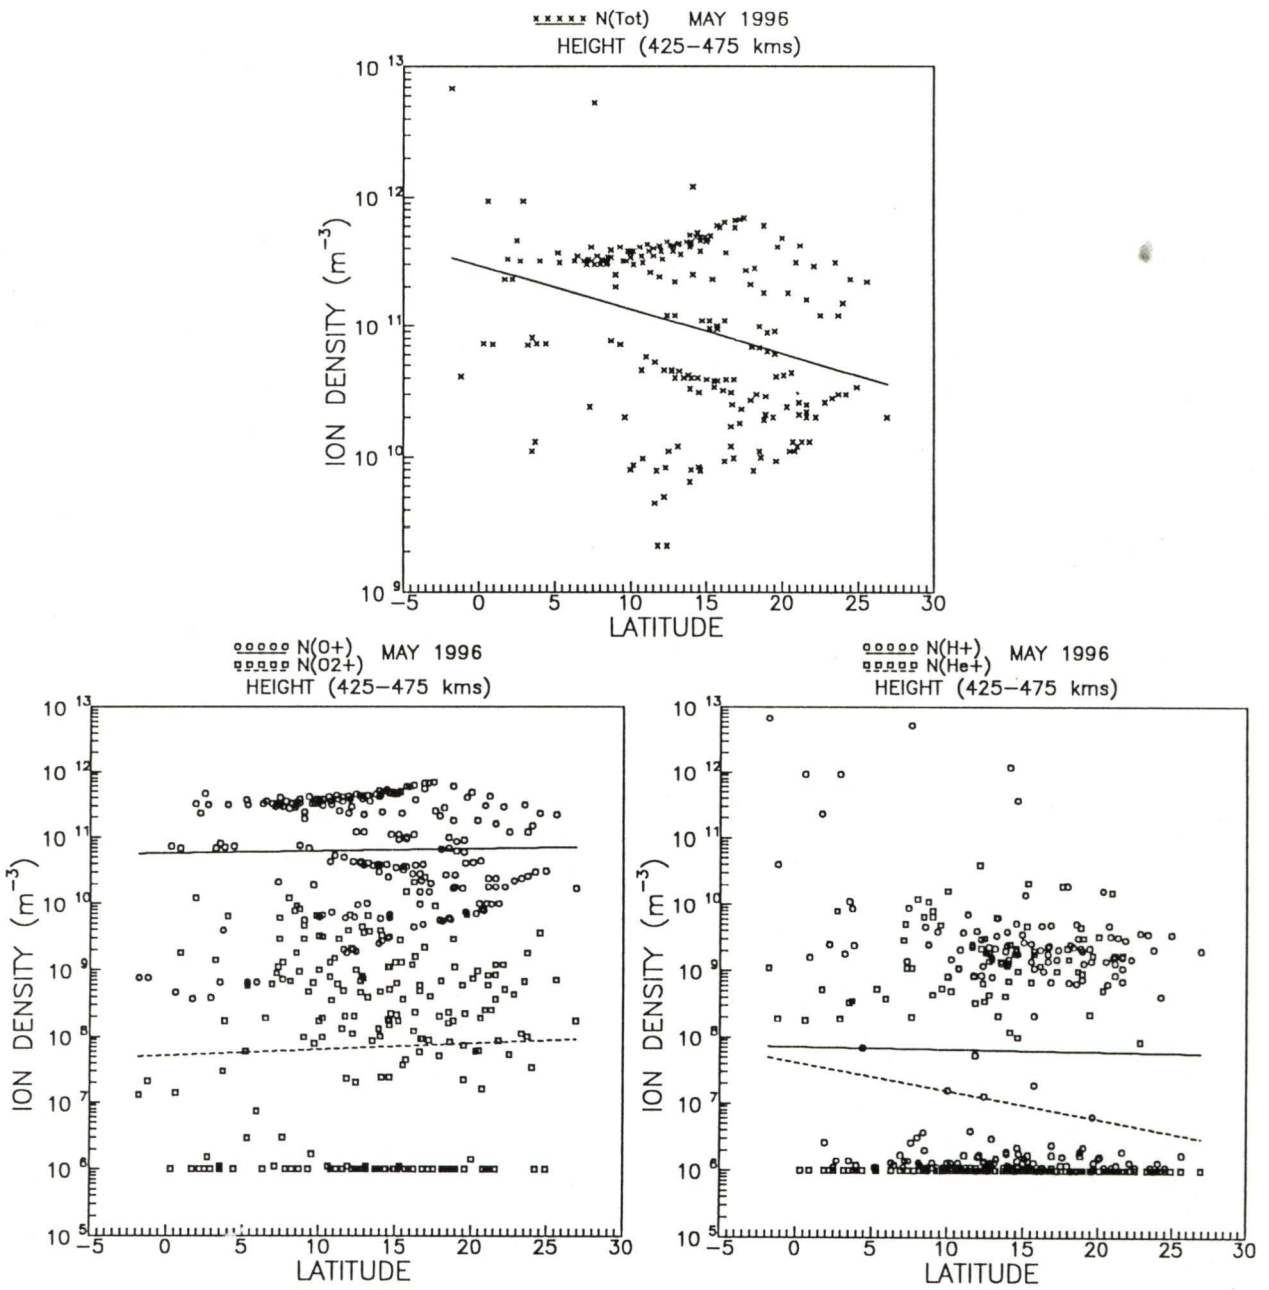 xxxxx N(Tot) MAY 1996
HEIGHT (425-475 kms)
10 13
10 12
10 11
10 10
10 9
ION DENSITY (m-3)
-5 0 5 10 15 20 25 30
LATITUDE
ooooo N(O+) MAY 1996
N(O2+)
HEIGHT (425-475 kms)
10 13
10 12
10 11
10 10
10 9
10 8
10 7
10 6
10 5
ION DENSITY (m-3)
-5 0 5 10 15 20 25 30
LATITUDE
ooooo N(H+) MAY 1996
N(He+)
HEIGHT (425-475 kms)
10 13
10 12
10 11
10 10
10 9
10 8
10 7
10 6
10 5
ION DENSITY (m-3)
-5 0 5 10 15 20 25 30
LATITUDE